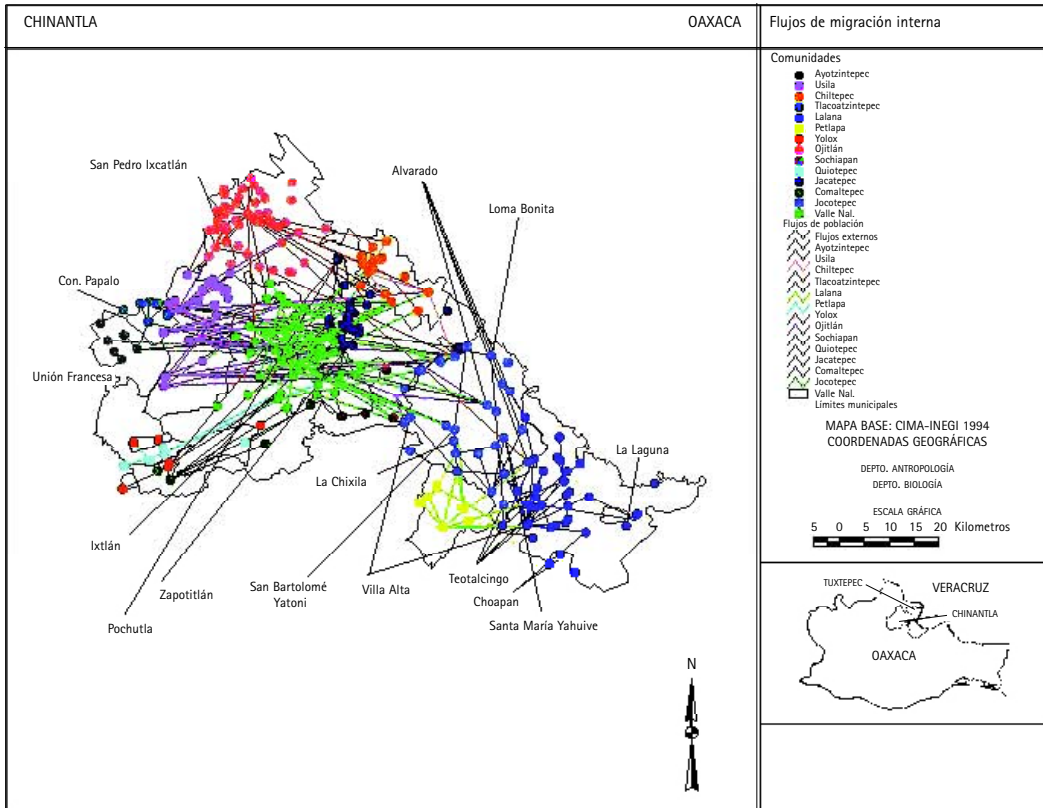 CHINANTLA
OAXACA
Flujos de migración interna
San Pedro Ixcatlán
Alvarado
Loma Bonita
Con. Papalo
Unión Francesa
La Laguna
La Chixila
Ixtlán
Zapotitlán
San Bartolomé
Yatoni
Villa Alta
Teotalcingo
Choapan
Pochutla
Santa María Yahuive
N
Comunidades
Ayotzintepec
Usila
Chiltepec
Tlacoatzintepec
Lalana
Petlapa
Yolox
Ojitlán
Sochiapan
Quiotepec
Jacatepec
Comaltepec
Jocotepec
Valle Nal.
Flujos de población
Flujos externos
Ayotzintepec
Usila
Chiltepec
Tlacoatzintepec
Lalana
Petlapa
Yolox
Ojitlán
Sochiapan
Quiotepec
Jacatepec
Comaltepec
Jocotepec
Valle Nal.
Límites municipales
MAPA BASE: CIMA-INEGI 1994
COORDENADAS GEOGRÁFICAS
DEPTO. ANTROPOLOGÍA
DEPTO. BIOLOGÍA
ESCALA GRÁFICA
5 0 5 10 15 20 Kilometros
TUXTEPEC
VERACRUZ
CHINANTLA
OAXACA